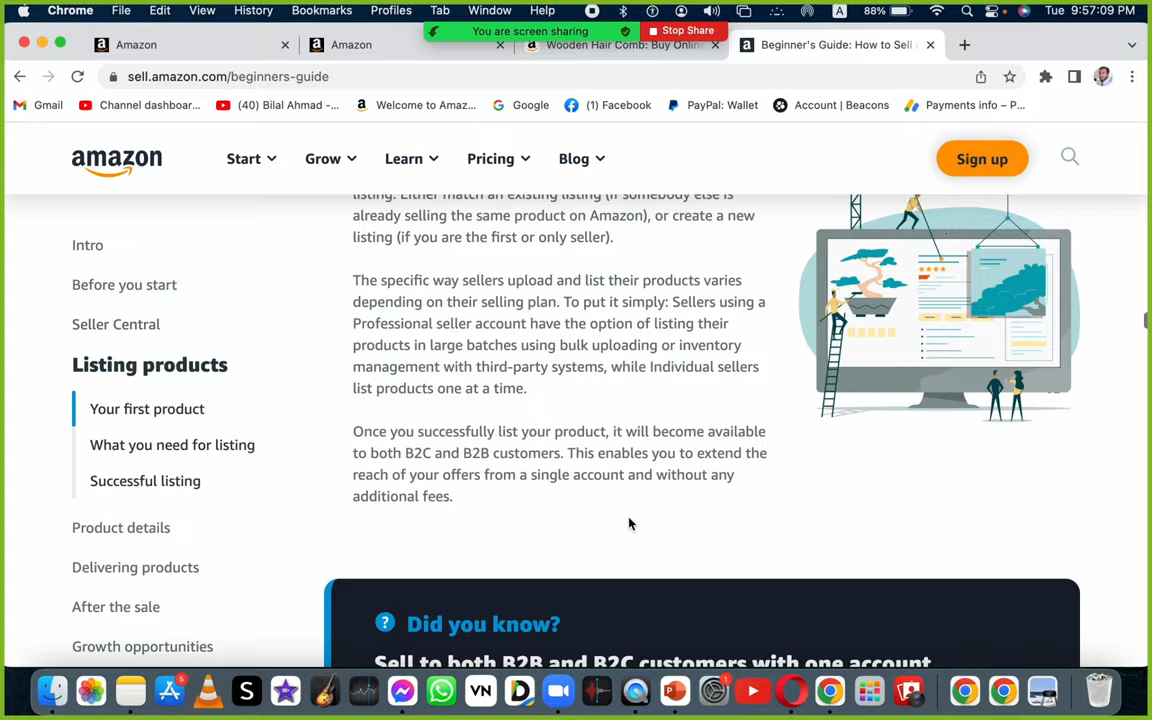 Chrome File Edit View History Bookmarks Profiles Tab Window Help A 88% Tue 9:57:09 PM
You are screen sharing Stop Share
Amazon
Amazon
Wooden Hair Comb: Buy Onlin
Beginner's Guide: How to Sell
sell.amazon.com/beginners-guide
Gmail Channel dashboar... (40) Bilal Ahmad -... Welcome to Amaz... Google (1) Facebook PayPal: Wallet Account | Beacons Payments info – P...
amazon Start Grow Learn Pricing Blog Sign up
listing. Either match an existing listing (if somebody else is
already selling the same product on Amazon), or create a new
listing (if you are the first or only seller).
The specific way sellers upload and list their products varies
depending on their selling plan. To put it simply: Sellers using a
Professional seller account have the option of listing their
products in large batches using bulk uploading or inventory
management with third-party systems, while Individual sellers
list products one at a time.
Once you successfully list your product, it will become available
to both B2C and B2B customers. This enables you to extend the
reach of your offers from a single account and without any
additional fees.
Intro
Before you start
Seller Central
Listing products
Your first product
What you need for listing
Successful listing
Product details
Delivering products
After the sale
Growth opportunities
? Did you know?
Sell to both B2B and B2C customers with one account
5 S VN D 1